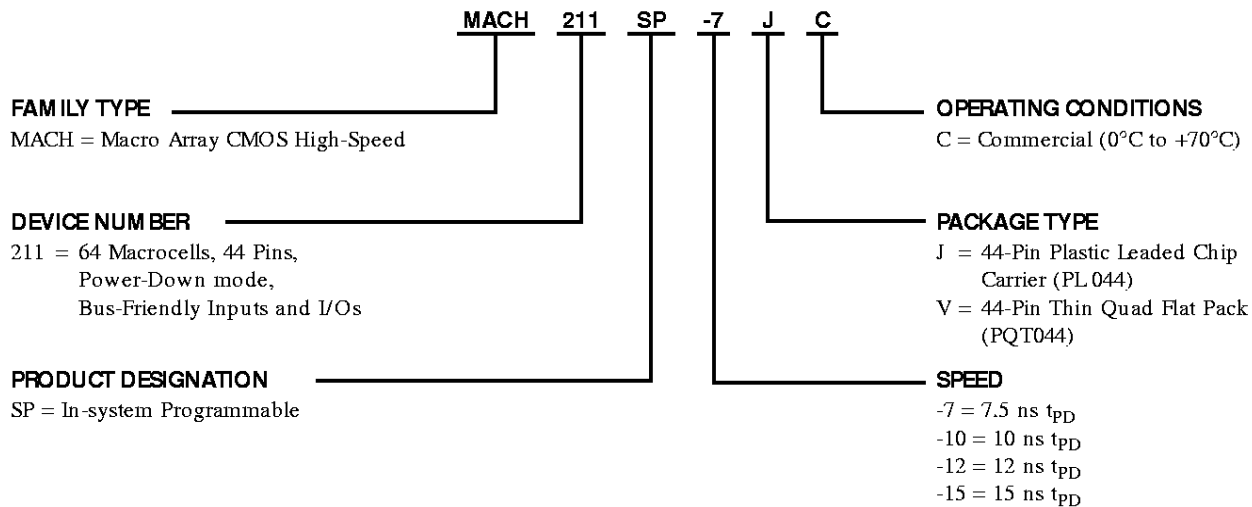 MACH 211 SP -7 J C
FAMILY TYPE
MACH = Macro Array CMOS High-Speed
DEVICE NUMBER
211 = 64 Macrocells, 44 Pins,
Power-Down mode,
Bus-Friendly Inputs and I/Os
PRODUCT DESIGNATION
SP = In-system Programmable
OPERATING CONDITIONS
C = Commercial (0°C to +70°C)
PACKAGE TYPE
J = 44-Pin Plastic Leaded Chip
Carrier (PL 044)
V = 44-Pin Thin Quad Flat Pack
(PQT044)
SPEED
-7 = 7.5 ns tPD
-10 = 10 ns tPD
-12 = 12 ns tPD
-15 = 15 ns tPD